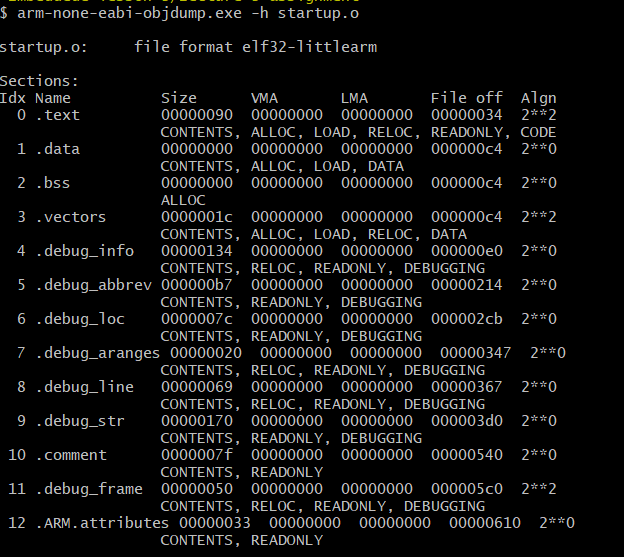 $ arm-none-eabi-objdump.exe -h startup.o
startup.o:     file format elf32-littlearm
Sections:
Idx Name          Size      VMA       LMA       File off  Algn
  0 .text         00000090  00000000  00000000  00000034  2**2
                  CONTENTS, ALLOC, LOAD, RELOC, READONLY, CODE
  1 .data         00000000  00000000  00000000  000000c4  2**0
                  CONTENTS, ALLOC, LOAD, DATA
  2 .bss          00000000  00000000  00000000  000000c4  2**0
                  ALLOC
  3 .vectors      0000001c  00000000  00000000  000000c4  2**2
                  CONTENTS, ALLOC, LOAD, RELOC, DATA
  4 .debug_info   00000134  00000000  00000000  000000e0  2**0
                  CONTENTS, RELOC, READONLY, DEBUGGING
  5 .debug_abbrev 000000b7  00000000  00000000  00000214  2**0
                  CONTENTS, READONLY, DEBUGGING
  6 .debug_loc    0000007c  00000000  00000000  000002cb  2**0
                  CONTENTS, READONLY, DEBUGGING
  7 .debug_aranges 00000020  00000000  00000000  00000347  2**0
                  CONTENTS, RELOC, READONLY, DEBUGGING
  8 .debug_line   00000069  00000000  00000000  00000367  2**0
                  CONTENTS, RELOC, READONLY, DEBUGGING
  9 .debug_str    00000170  00000000  00000000  000003d0  2**0
                  CONTENTS, READONLY, DEBUGGING
 10 .comment      0000007f  00000000  00000000  00000540  2**0
                  CONTENTS, READONLY
 11 .debug_frame  00000050  00000000  00000000  000005c0  2**2
                  CONTENTS, RELOC, READONLY, DEBUGGING
 12 .ARM.attributes 00000033  00000000  00000000  00000610  2**0
                  CONTENTS, READONLY